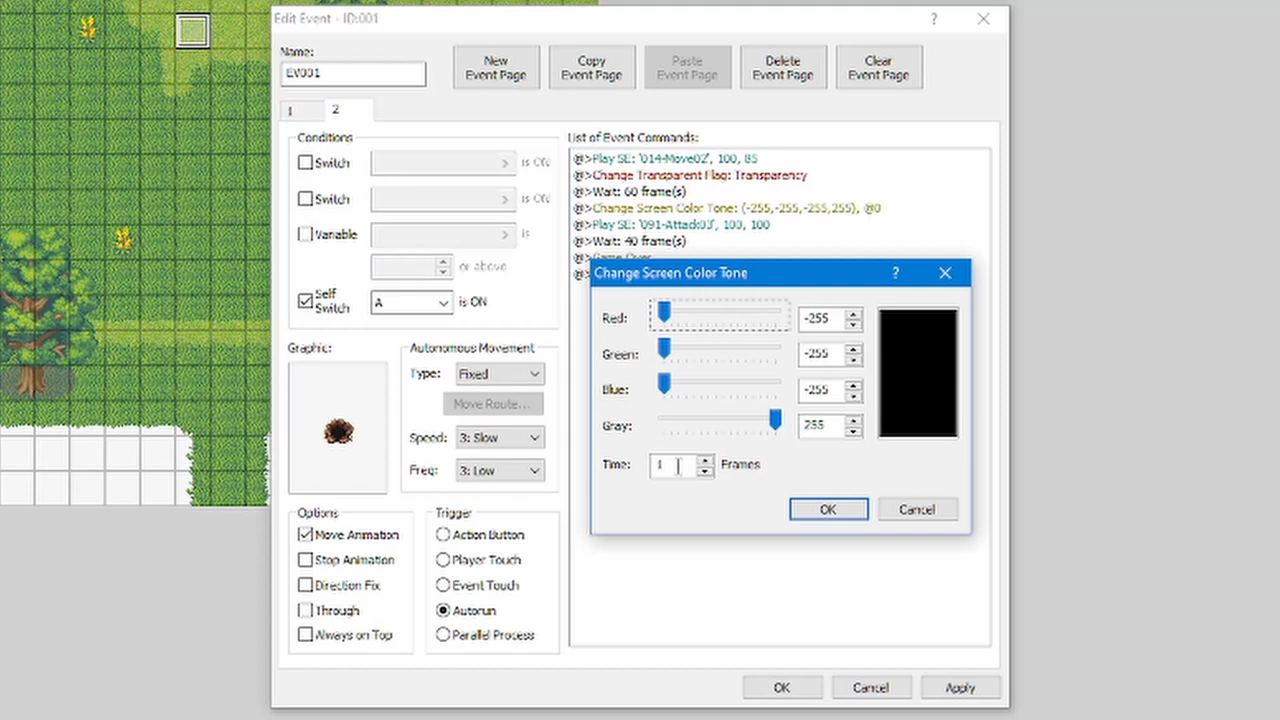 Edit Event - ID:001
Name:
EV001
New Event Page
Copy Event Page
Paste Event Page
Delete Event Page
Clear Event Page
1
2
Conditions
Switch
is ON
Switch
is ON
Variable
is
or above
Self Switch
A
is ON
Graphic:
Autonomous Movement
Type:
Fixed
Move Route...
Speed:
3: Slow
Freq:
3: Low
Options
Move Animation
Stop Animation
Direction Fix
Through
Always on Top
Trigger
Action Button
Player Touch
Event Touch
Autorun
Parallel Process
List of Event Commands:
@>Play SE: '014-Move02', 100, 85
@>Change Transparent Flag: Transparency
@>Wait: 60 frame(s)
@>Change Screen Color Tone: (-255,-255,-255,255), @0
@>Play SE: '091-Attack03', 100, 100
@>Wait: 40 frame(s)
@>Game Over
@>
Change Screen Color Tone
Red:
-255
Green:
-255
Blue:
-255
Gray:
255
Time:
1
Frames
OK
Cancel
OK
Cancel
Apply